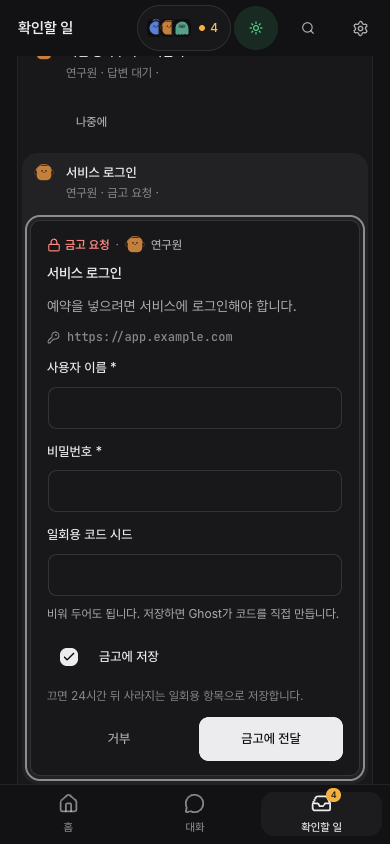 확인할 일
4
연구원 · 답변 대기 ·
나중에
서비스 로그인
연구원 · 금고 요청 ·
금고 요청 · 연구원
서비스 로그인
예약을 넣으려면 서비스에 로그인해야 합니다.
https://app.example.com
사용자 이름 *
비밀번호 *
일회용 코드 시드
비워 두어도 됩니다. 저장하면 Ghost가 코드를 직접 만듭니다.
금고에 저장
끄면 24시간 뒤 사라지는 일회용 항목으로 저장합니다.
거부
금고에 전달
4
홈
대화
확인할 일